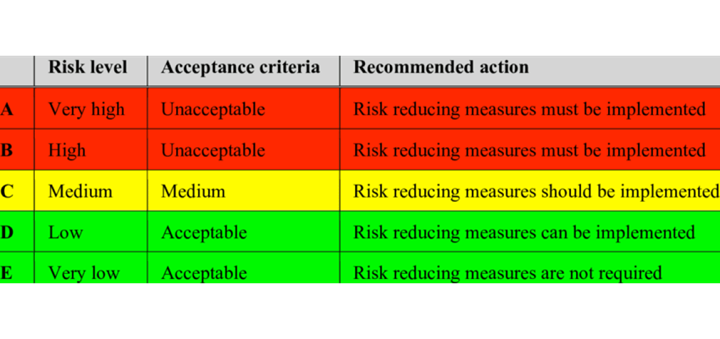 Risk level Acceptance criteria Recommended action
A Very high Unacceptable Risk reducing measures must be implemented
B High Unacceptable Risk reducing measures must be implemented
C Medium Medium Risk reducing measures should be implemented
D Low Acceptable Risk reducing measures can be implemented
E Very low Acceptable Risk reducing measures are not required